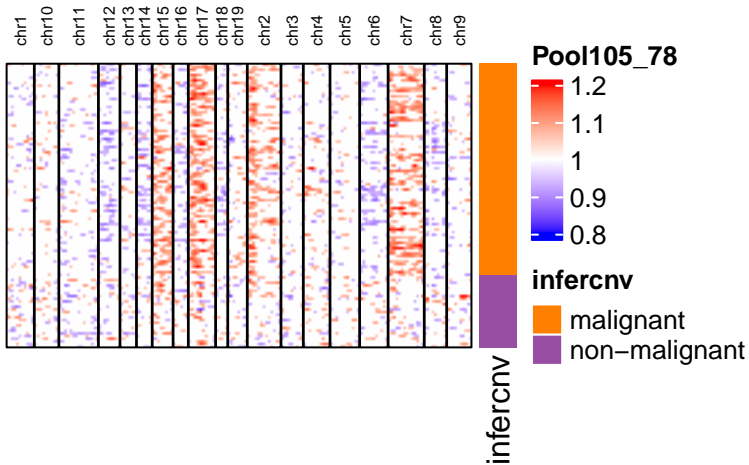 chr1
chr10
chr11
chr12
chr13
chr14
chr15
chr16
chr17
chr18
chr19
chr2
chr3
chr4
chr5
chr6
chr7
chr8
chr9
Pool105_78
1.2
1.1
1
0.9
0.8
infercnv
malignant
non−malignant
infercnv